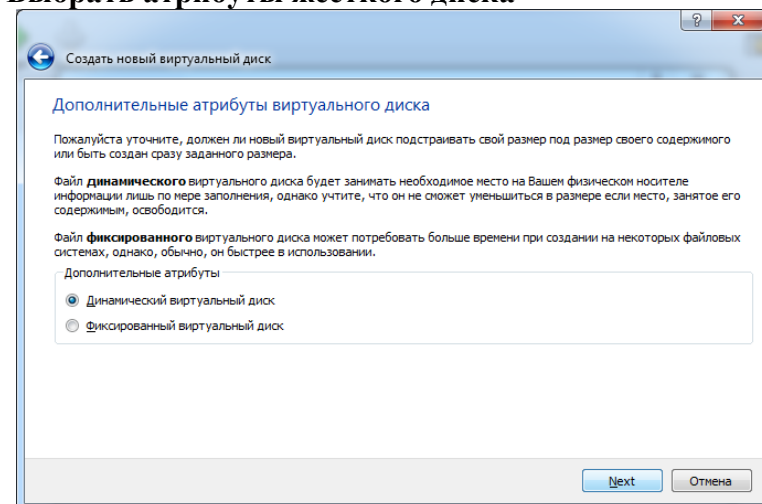 Выбрать атрибуты жесткого диска
Создать новый виртуальный диск
Дополнительные атрибуты виртуального диска
Пожалуйста уточните, должен ли новый виртуальный диск подстраивать свой размер под размер своего содержимого
или быть создан сразу заданного размера.
Файл динамического виртуального диска будет занимать необходимое место на Вашем физическом носителе
информации лишь по мере заполнения, однако учтите, что он не сможет уменьшиться в размере если место, занятое его
содержимым, освободится.
Файл фиксированного виртуального диска может потребовать больше времени при создании на некоторых файловых
системах, однако, обычно, он быстрее в использовании.
Дополнительные атрибуты
Динамический виртуальный диск
Фиксированный виртуальный диск
Next Отмена